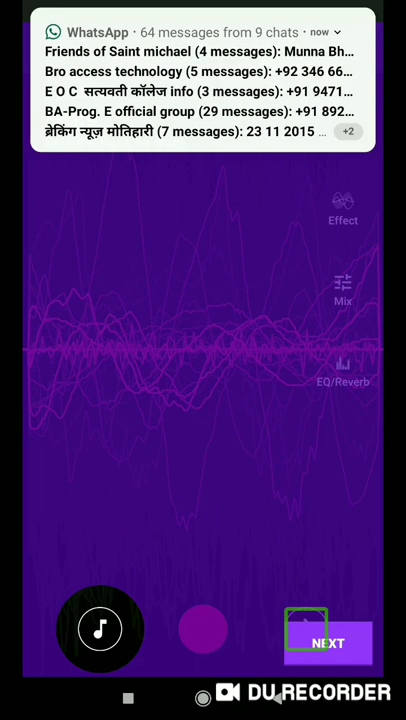 WhatsApp · 64 messages from 9 chats · now
Friends of Saint michael (4 messages): Munna Bh...
Bro access technology (5 messages): +92 346 66...
E O C सत्यवती कॉलेज info (3 messages): +91 9471...
BA-Prog. E official group (29 messages): +91 892...
ब्रेकिंग न्यूज़ मोतिहारी (7 messages): 23 11 2015 ... +2
Effect
Mix
EQ/Reverb
NEXT
DU RECORDER